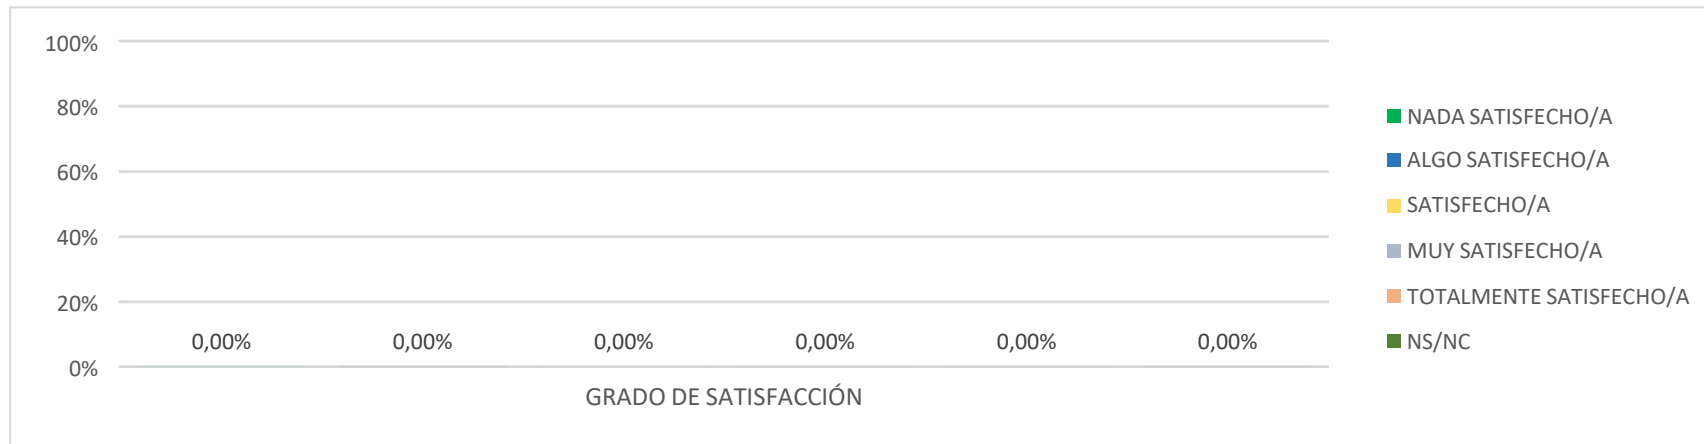 100%
80%
60%
40%
20%
0%
0,00% 0,00% 0,00% 0,00% 0,00% 0,00%
GRADO DE SATISFACCIÓN
NADA SATISFECHO/A
ALGO SATISFECHO/A
SATISFECHO/A
MUY SATISFECHO/A
TOTALMENTE SATISFECHO/A
NS/NC